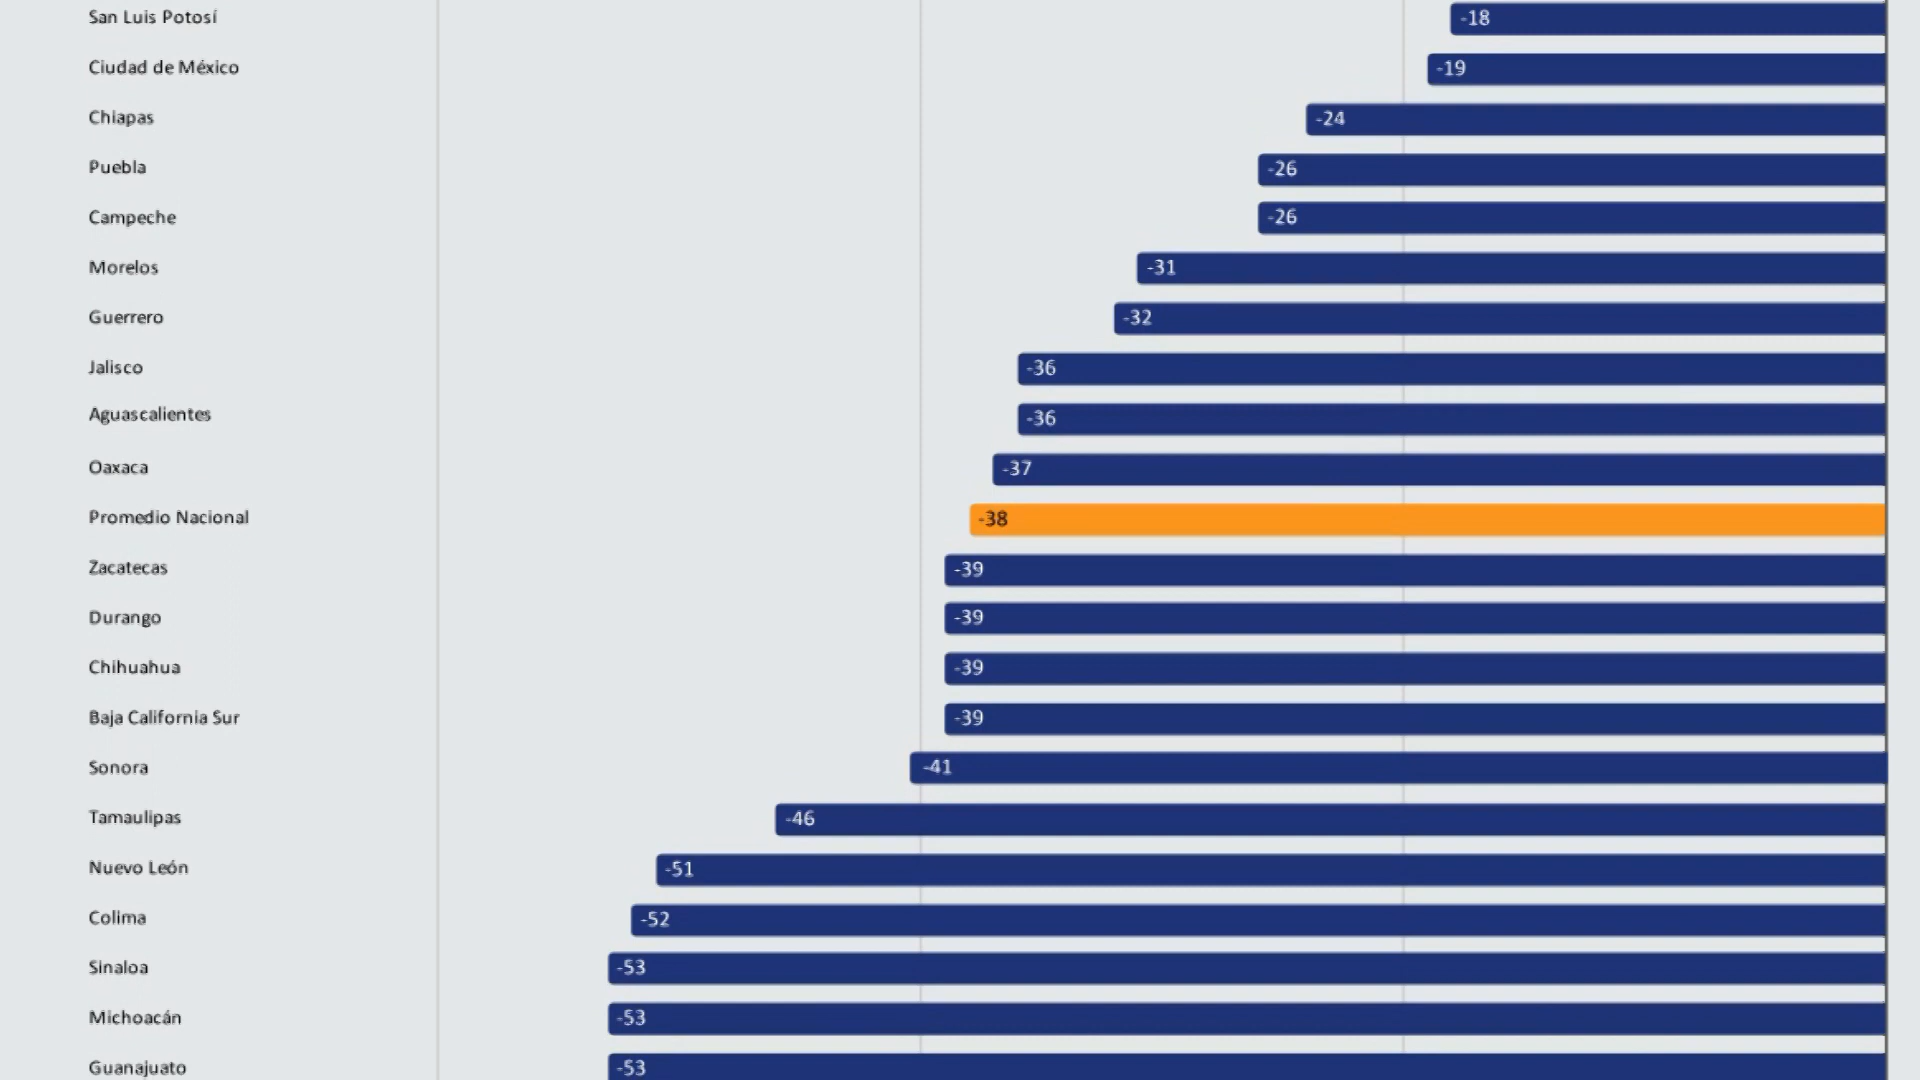 San Luis Potosí -18
Ciudad de México -19
Chiapas -24
Puebla -26
Campeche -26
Morelos -31
Guerrero -32
Jalisco -36
Aguascalientes -36
Oaxaca -37
Promedio Nacional -38
Zacatecas -39
Durango -39
Chihuahua -39
Baja California Sur -39
Sonora -41
Tamaulipas -46
Nuevo León -51
Colima -52
Sinaloa -53
Michoacán -53
Guanajuato -53